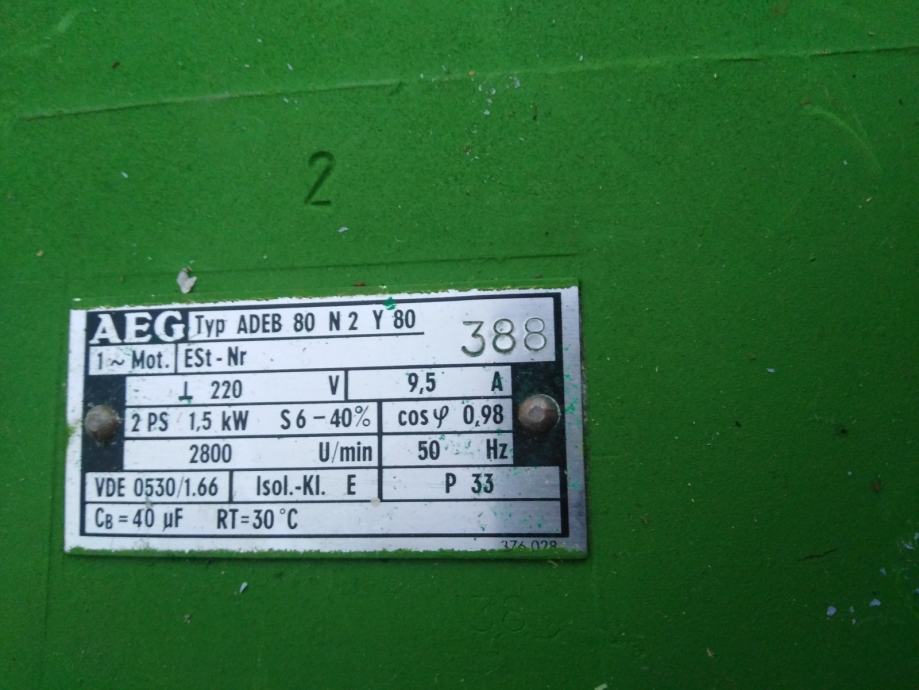 2
AEG Typ ADEB 80 N 2 Y 80
388
1 ~ Mot. ESt-Nr
⊥ 220 V 9,5 A
2 PS 1,5 kW S 6 – 40% cos φ 0,98
2800 U/min 50 Hz
VDE 0530/1.66 Isol.-Kl. E P 33
CB = 40 µF RT = 30 °C
376 028